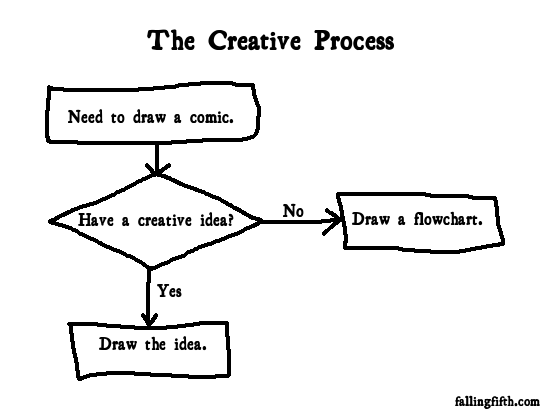 The Creative Process
Need to draw a comic.
Have a creative idea?
No
Draw a flowchart.
Yes
Draw the idea.
fallingfifth.com